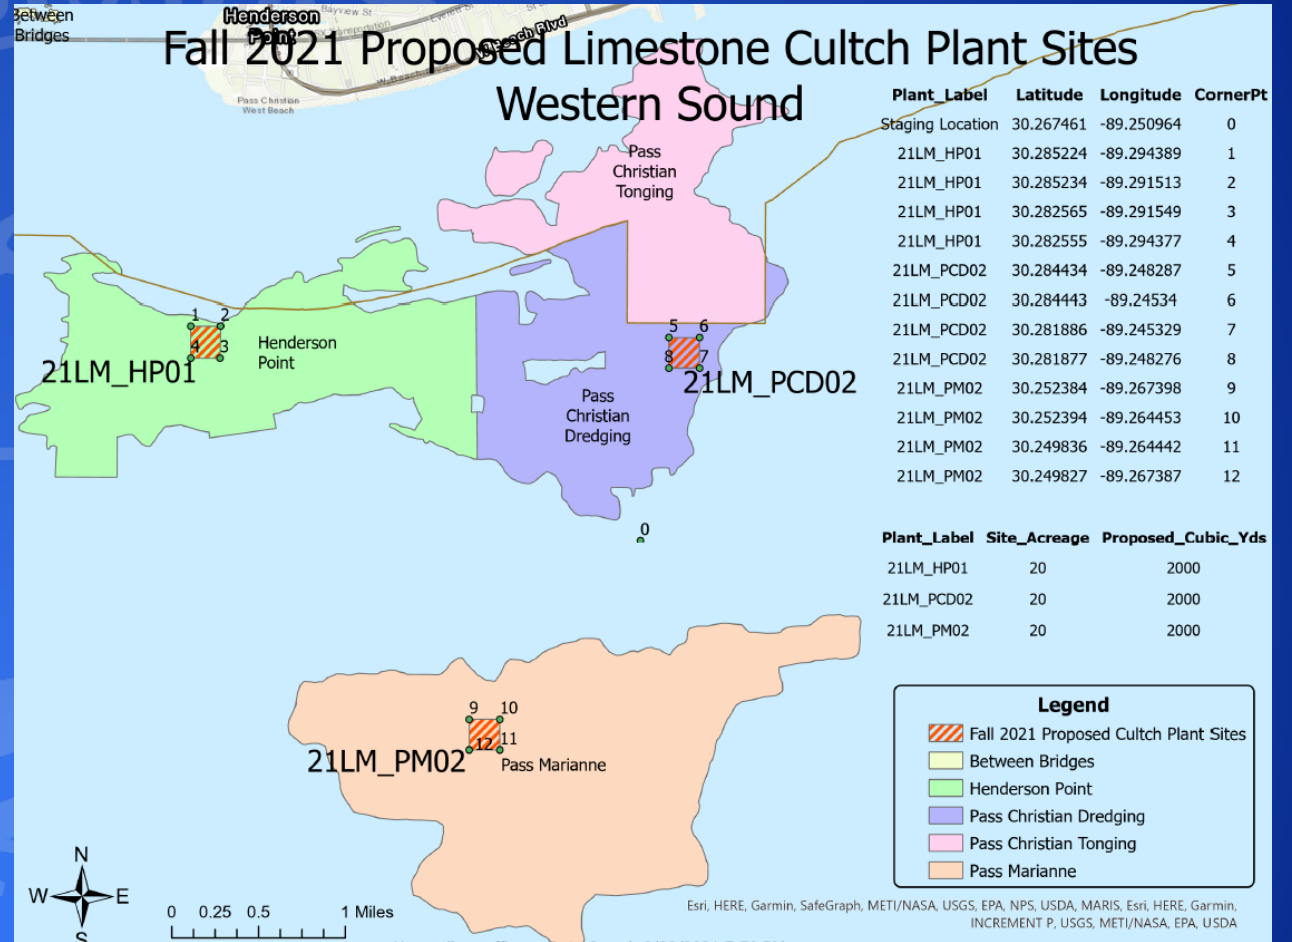 Between
Bridges
Henderson
Point
Bayview St
W Beach Blvd
Pass Christian
West Beach
Fall 2021 Proposed Limestone Cultch Plant Sites
Western Sound
Plant_Label Latitude Longitude CornerPt
Staging Location 30.267461 -89.250964 0
21LM_HP01 30.285224 -89.294389 1
21LM_HP01 30.285234 -89.291513 2
21LM_HP01 30.282565 -89.291549 3
21LM_HP01 30.282555 -89.294377 4
21LM_PCD02 30.284434 -89.248287 5
21LM_PCD02 30.284443 -89.24534 6
21LM_PCD02 30.281886 -89.245329 7
21LM_PCD02 30.281877 -89.248276 8
21LM_PM02 30.252384 -89.267398 9
21LM_PM02 30.252394 -89.264453 10
21LM_PM02 30.249836 -89.264442 11
21LM_PM02 30.249827 -89.267387 12
Pass
Christian
Tonging
1 2
4 3
21LM_HP01
Henderson
Point
5 6
8 7
21LM_PCD02
Pass
Christian
Dredging
0
Plant_Label Site_Acreage Proposed_Cubic_Yds
21LM_HP01 20 2000
21LM_PCD02 20 2000
21LM_PM02 20 2000
9 10
12 11
21LM_PM02
Pass Marianne
Legend
Fall 2021 Proposed Cultch Plant Sites
Between Bridges
Henderson Point
Pass Christian Dredging
Pass Christian Tonging
Pass Marianne
N
W E
S
0 0.25 0.5 1 Miles
Esri, HERE, Garmin, SafeGraph, METI/NASA, USGS, EPA, NPS, USDA, MARIS, Esri, HERE, Garmin,
INCREMENT P, USGS, METI/NASA, EPA, USDA